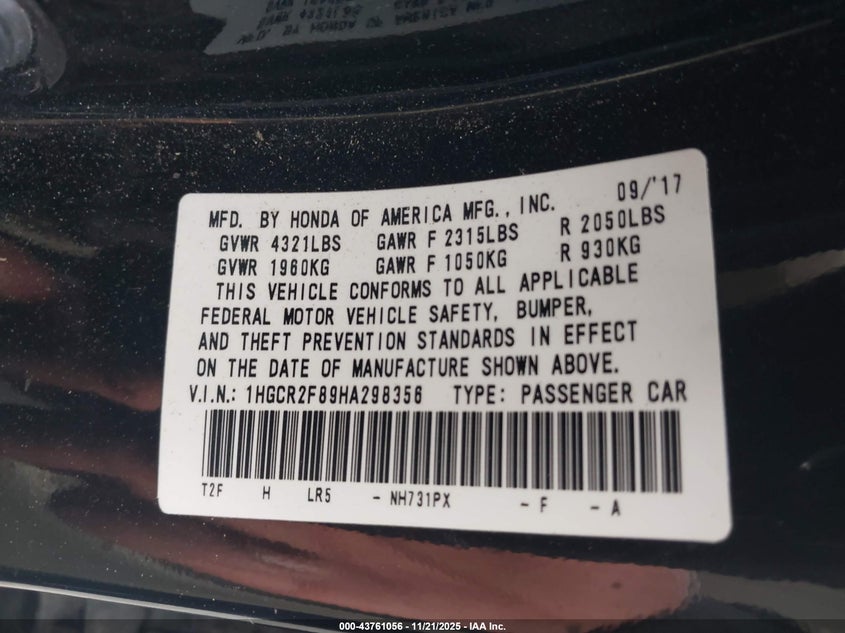 MFD. BY HONDA OF AMERICA MFG., INC. 09/'17
GVWR 4321LBS GAWR F 2315LBS R 2050LBS
GVWR 1960KG GAWR F 1050KG R 930KG
THIS VEHICLE CONFORMS TO ALL APPLICABLE
FEDERAL MOTOR VEHICLE SAFETY, BUMPER,
AND THEFT PREVENTION STANDARDS IN EFFECT
ON THE DATE OF MANUFACTURE SHOWN ABOVE.
V.I.N.: 1HGCR2F89HA298356 TYPE: PASSENGER CAR
T2F H LR5 - NH731PX - F - A
000-43761056 - 11/21/2025 - IAA Inc.